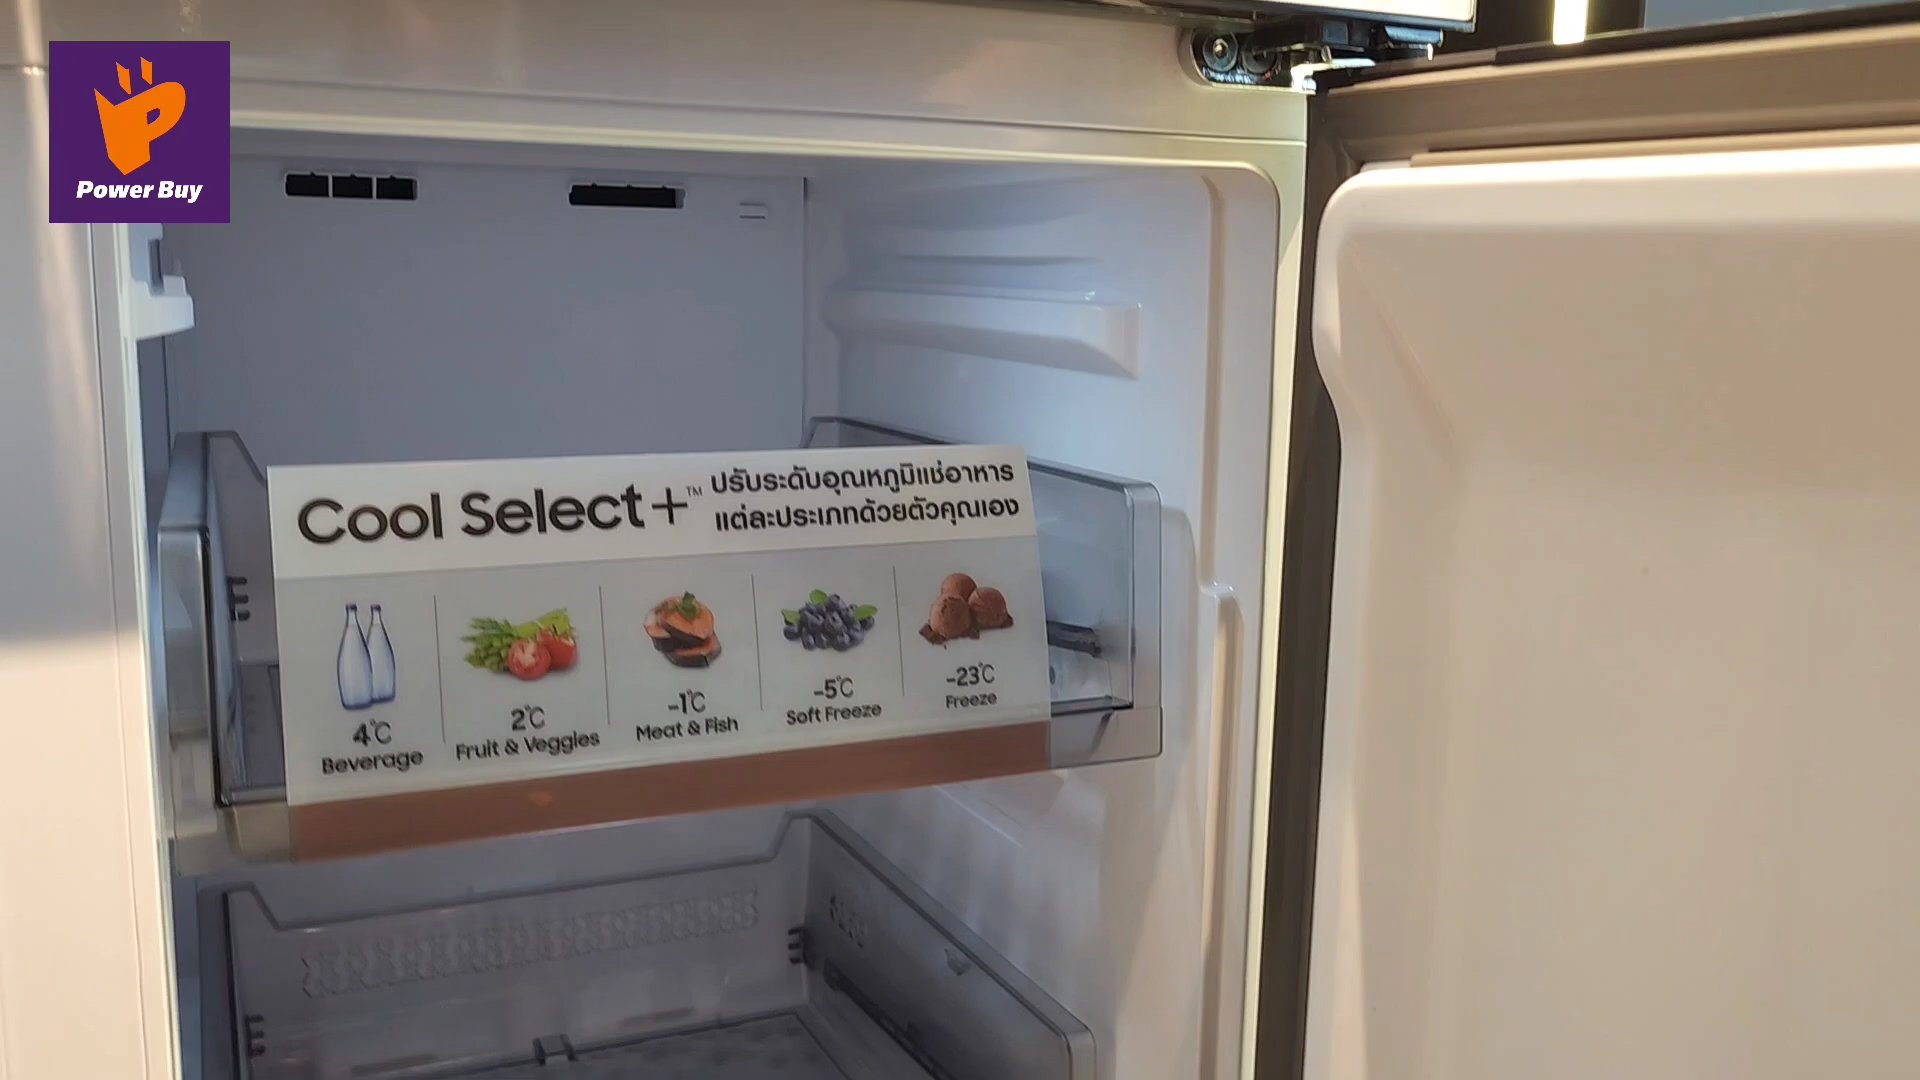 Power Buy
Cool Select+™
ปรับระดับอุณหภูมิแช่อาหาร
แต่ละประเภทด้วยตัวคุณเอง
4℃
Beverage
2℃
Fruit & Veggies
-1℃
Meat & Fish
-5℃
Soft Freeze
-23℃
Freeze